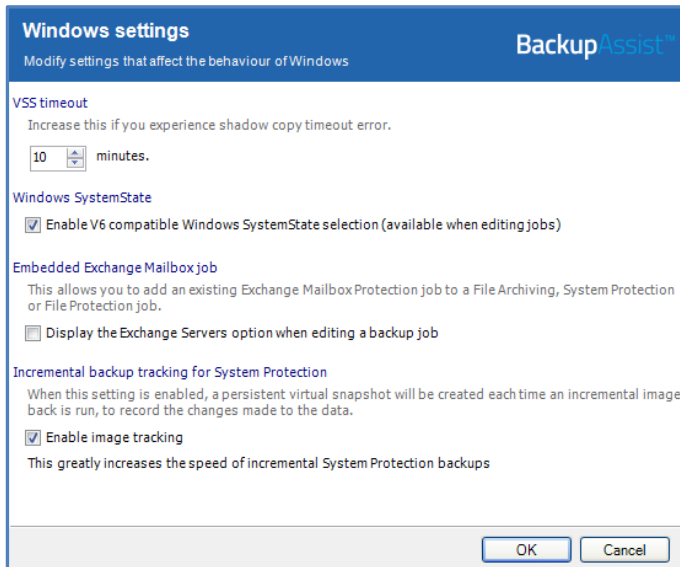 Windows settings
BackupAssist™
Modify settings that affect the behaviour of Windows
VSS timeout
Increase this if you experience shadow copy timeout error.
10 minutes.
Windows SystemState
Enable V6 compatible Windows SystemState selection (available when editing jobs)
Embedded Exchange Mailbox job
This allows you to add an existing Exchange Mailbox Protection job to a File Archiving, System Protection
or File Protection job.
Display the Exchange Servers option when editing a backup job
Incremental backup tracking for System Protection
When this setting is enabled, a persistent virtual snapshot will be created each time an incremental image
back is run, to record the changes made to the data.
Enable image tracking
This greatly increases the speed of incremental System Protection backups
OK Cancel